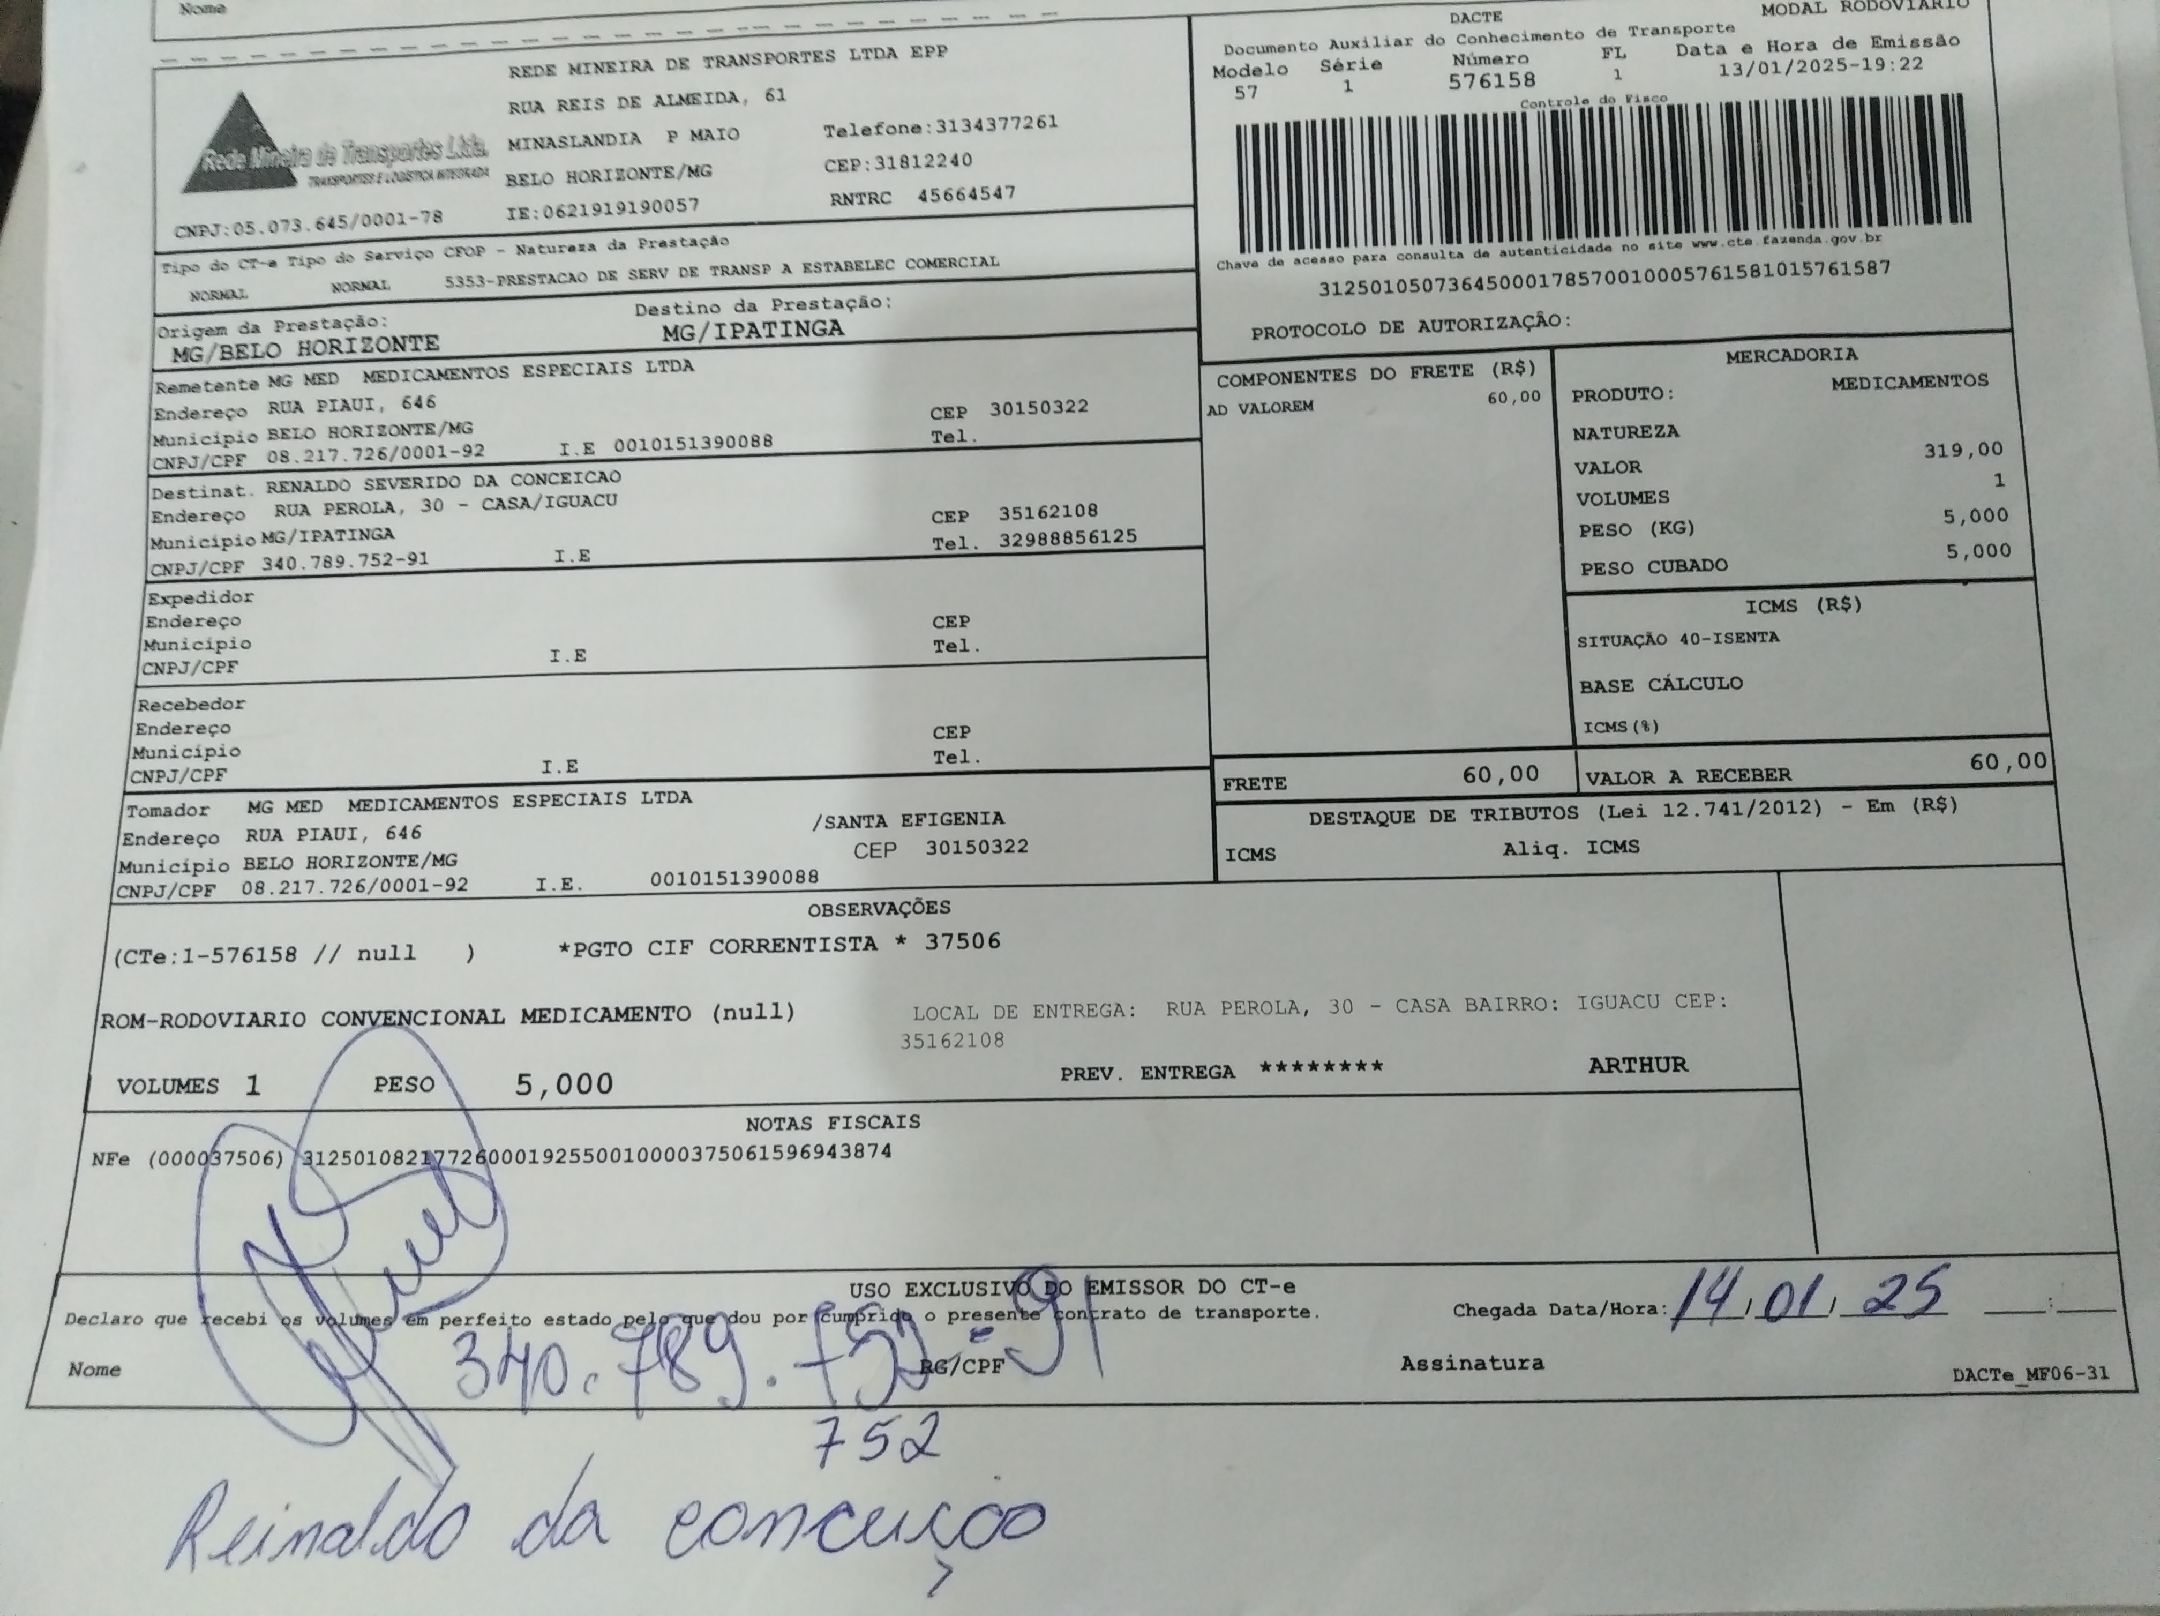 Nome
REDE MINEIRA DE TRANSPORTES LTDA EPP
RUA REIS DE ALMEIDA, 61
MINASLANDIA P MAIO Telefone:3134377261
BELO HORIZONTE/MG CEP:31812240
IE:0621919190057 RNTRC 45664547
Rede Mineira de Transportes Ltda.
TRANSPORTES E LOGÍSTICA INTEGRADA
CNPJ:05.073.645/0001-78
DACTE MODAL RODOVIÁRIO
Documento Auxiliar do Conhecimento de Transporte
Modelo Série Número FL Data e Hora de Emissão
57 1 576158 1 13/01/2025-19:22
Controle do Fisco
Chave de acesso para consulta de autenticidade no site www.cte.fazenda.gov.br
31250105073645000178570010005761581015761587
PROTOCOLO DE AUTORIZAÇÃO:
Tipo do CT-e Tipo do Serviço CFOP - Natureza da Prestação
NORMAL NORMAL 5353-PRESTACAO DE SERV DE TRANSP A ESTABELEC COMERCIAL
Origem da Prestação: Destino da Prestação:
MG/BELO HORIZONTE MG/IPATINGA
Remetente MG MED MEDICAMENTOS ESPECIAIS LTDA
Endereço RUA PIAUI, 646 CEP 30150322
Município BELO HORIZONTE/MG Tel.
CNPJ/CPF 08.217.726/0001-92 I.E 0010151390088
Destinat. RENALDO SEVERIDO DA CONCEICAO
Endereço RUA PEROLA, 30 - CASA/IGUACU CEP 35162108
Município MG/IPATINGA Tel. 32988856125
CNPJ/CPF 340.789.752-91 I.E
Expedidor
Endereço CEP
Município Tel.
CNPJ/CPF I.E
Recebedor
Endereço CEP
Município Tel.
CNPJ/CPF I.E
Tomador MG MED MEDICAMENTOS ESPECIAIS LTDA
Endereço RUA PIAUI, 646 /SANTA EFIGENIA
Município BELO HORIZONTE/MG CEP 30150322
CNPJ/CPF 08.217.726/0001-92 I.E. 0010151390088
COMPONENTES DO FRETE (R$)
AD VALOREM 60,00
MERCADORIA
PRODUTO: MEDICAMENTOS
NATUREZA
VALOR 319,00
VOLUMES 1
PESO (KG) 5,000
PESO CUBADO 5,000
ICMS (R$)
SITUAÇÃO 40-ISENTA
BASE CÁLCULO
ICMS(%)
FRETE 60,00 VALOR A RECEBER 60,00
DESTAQUE DE TRIBUTOS (Lei 12.741/2012) - Em (R$)
ICMS Aliq. ICMS
OBSERVAÇÕES
(CTe:1-576158 // null ) *PGTO CIF CORRENTISTA * 37506
ROM-RODOVIARIO CONVENCIONAL MEDICAMENTO (null) LOCAL DE ENTREGA: RUA PEROLA, 30 - CASA BAIRRO: IGUACU CEP:
35162108
VOLUMES 1 PESO 5,000 PREV. ENTREGA ******** ARTHUR
NOTAS FISCAIS
NFe (000037506) 31250108217726000192550010000375061596943874
USO EXCLUSIVO DO EMISSOR DO CT-e
Declaro que recebi os volumes em perfeito estado pelo que dou por cumprido o presente contrato de transporte. Chegada Data/Hora: 14/01/25 :
340.789.752-91
Nome RG/CPF Assinatura DACTe_MF06-31
752
Reinaldo da concuição